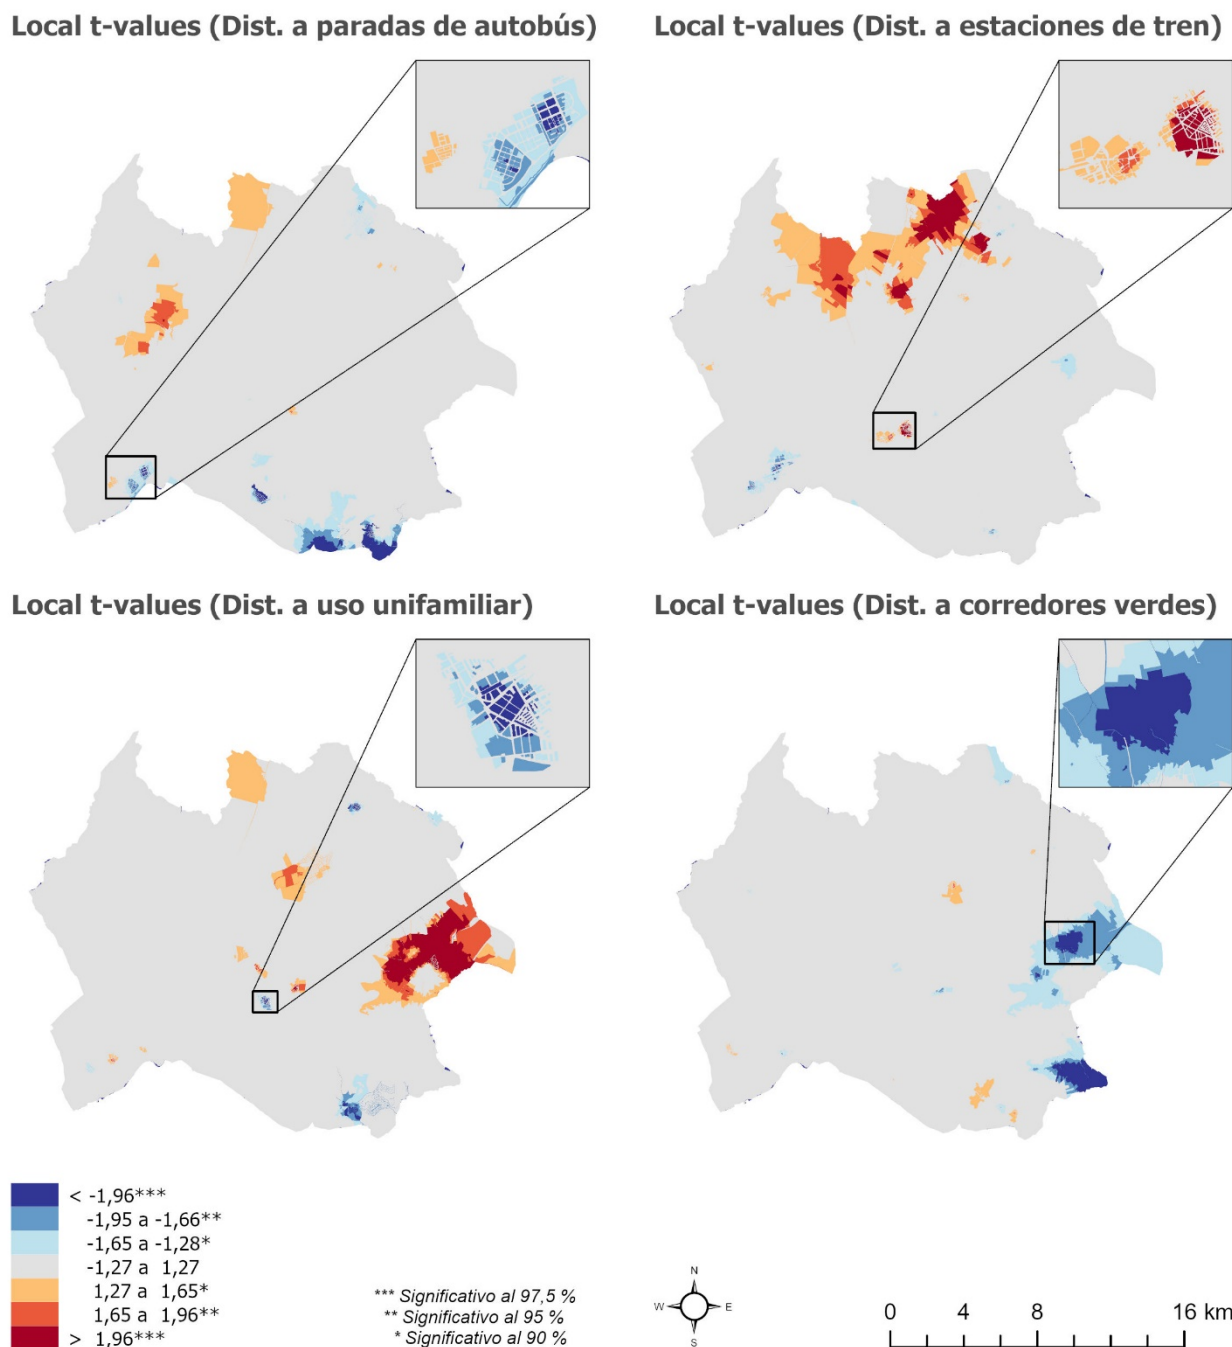 Local t-values (Dist. a paradas de autobús)
Local t-values (Dist. a estaciones de tren)
Local t-values (Dist. a uso unifamiliar)
Local t-values (Dist. a corredores verdes)
< -1,96***
-1,95 a -1,66**
-1,65 a -1,28*
-1,27 a 1,27
1,27 a 1,65*
1,65 a 1,96**
> 1,96***
*** Significativo al 97,5 %
** Significativo al 95 %
* Significativo al 90 %
N
W E
S
0 4 8 16 km